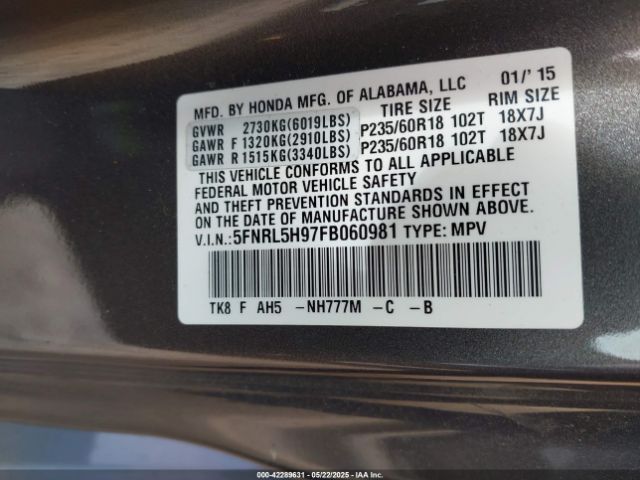 MFD. BY HONDA MFG. OF ALABAMA, LLC 01/'15
TIRE SIZE RIM SIZE
GVWR 2730KG(6019LBS)
GAWR F 1320KG(2910LBS) P235/60R18 102T 18X7J
GAWR R 1515KG(3340LBS) P235/60R18 102T 18X7J
THIS VEHICLE CONFORMS TO ALL APPLICABLE
FEDERAL MOTOR VEHICLE SAFETY
AND THEFT PREVENTION STANDARDS IN EFFECT
ON THE DATE OF MANUFACTURE SHOWN ABOVE.
V.I.N.:5FNRL5H97FB060981 TYPE: MPV
TK8 F AH5 -NH777M -C -B
000-42289631 - 05/22/2025 - IAA Inc.